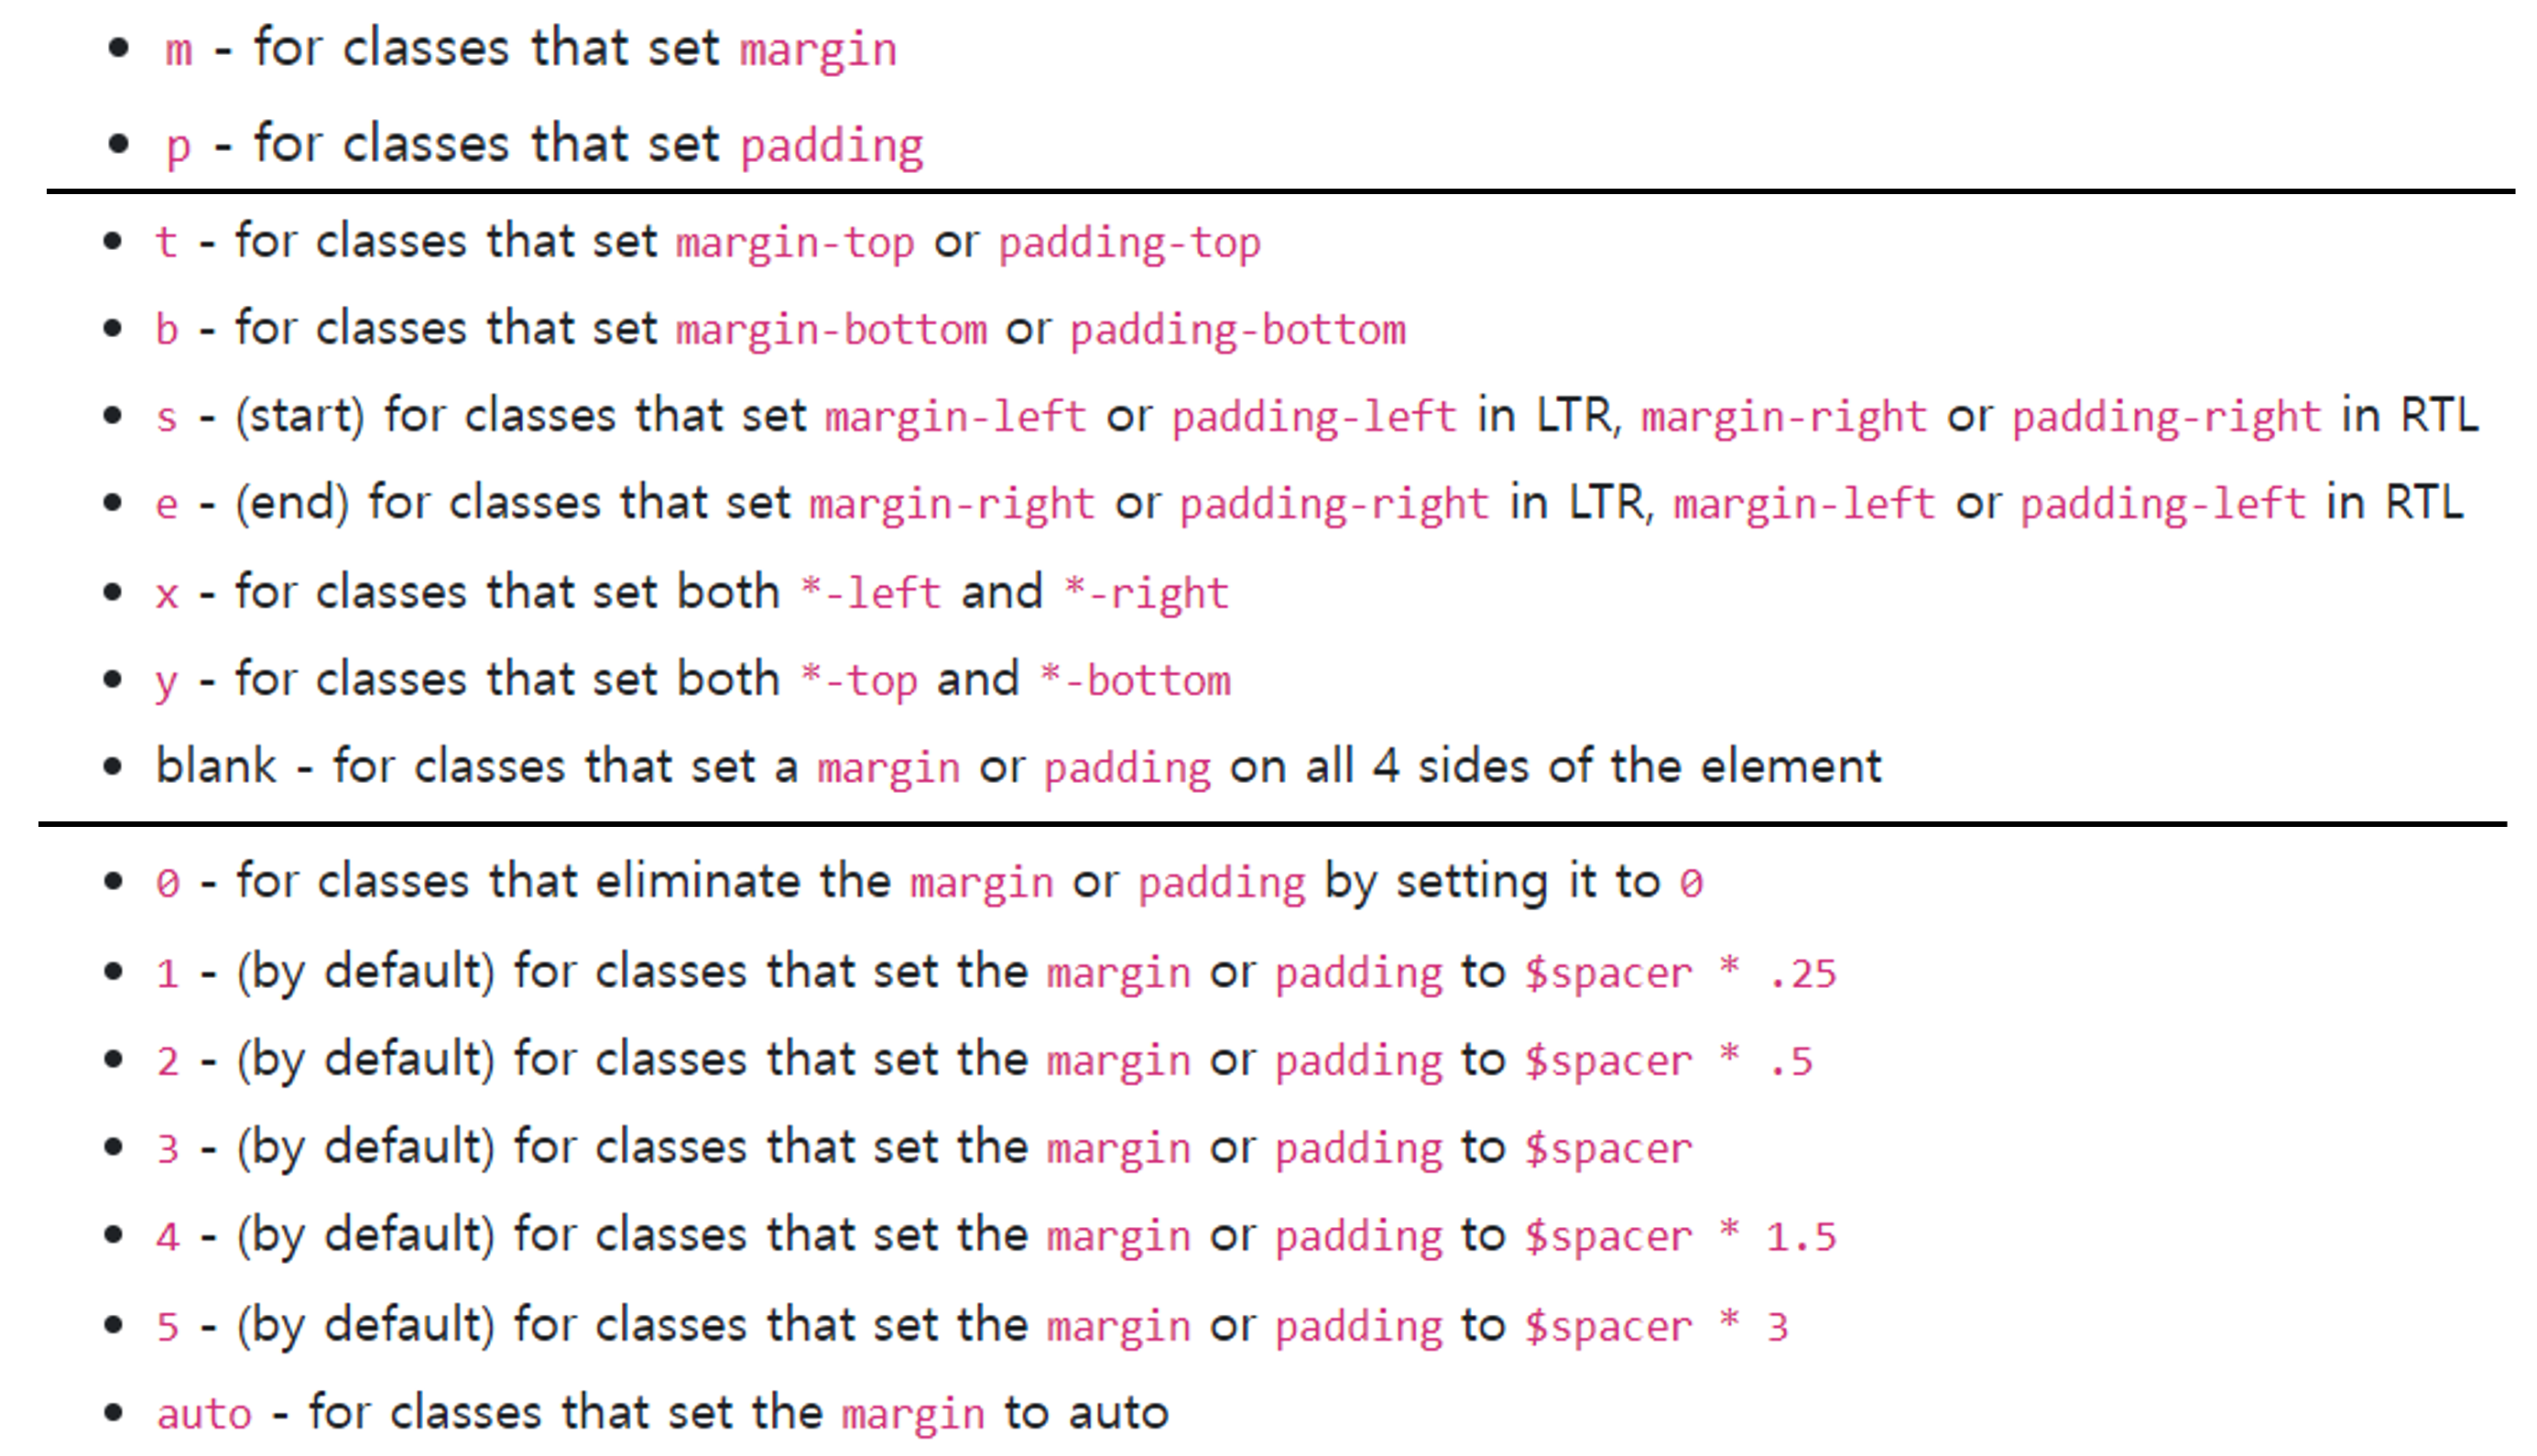 • m - for classes that set margin
• p - for classes that set padding
• t - for classes that set margin-top or padding-top
• b - for classes that set margin-bottom or padding-bottom
• s - (start) for classes that set margin-left or padding-left in LTR, margin-right or padding-right in RTL
• e - (end) for classes that set margin-right or padding-right in LTR, margin-left or padding-left in RTL
• x - for classes that set both *-left and *-right
• y - for classes that set both *-top and *-bottom
• blank - for classes that set a margin or padding on all 4 sides of the element
• 0 - for classes that eliminate the margin or padding by setting it to 0
• 1 - (by default) for classes that set the margin or padding to $spacer * .25
• 2 - (by default) for classes that set the margin or padding to $spacer * .5
• 3 - (by default) for classes that set the margin or padding to $spacer
• 4 - (by default) for classes that set the margin or padding to $spacer * 1.5
• 5 - (by default) for classes that set the margin or padding to $spacer * 3
• auto - for classes that set the margin to auto